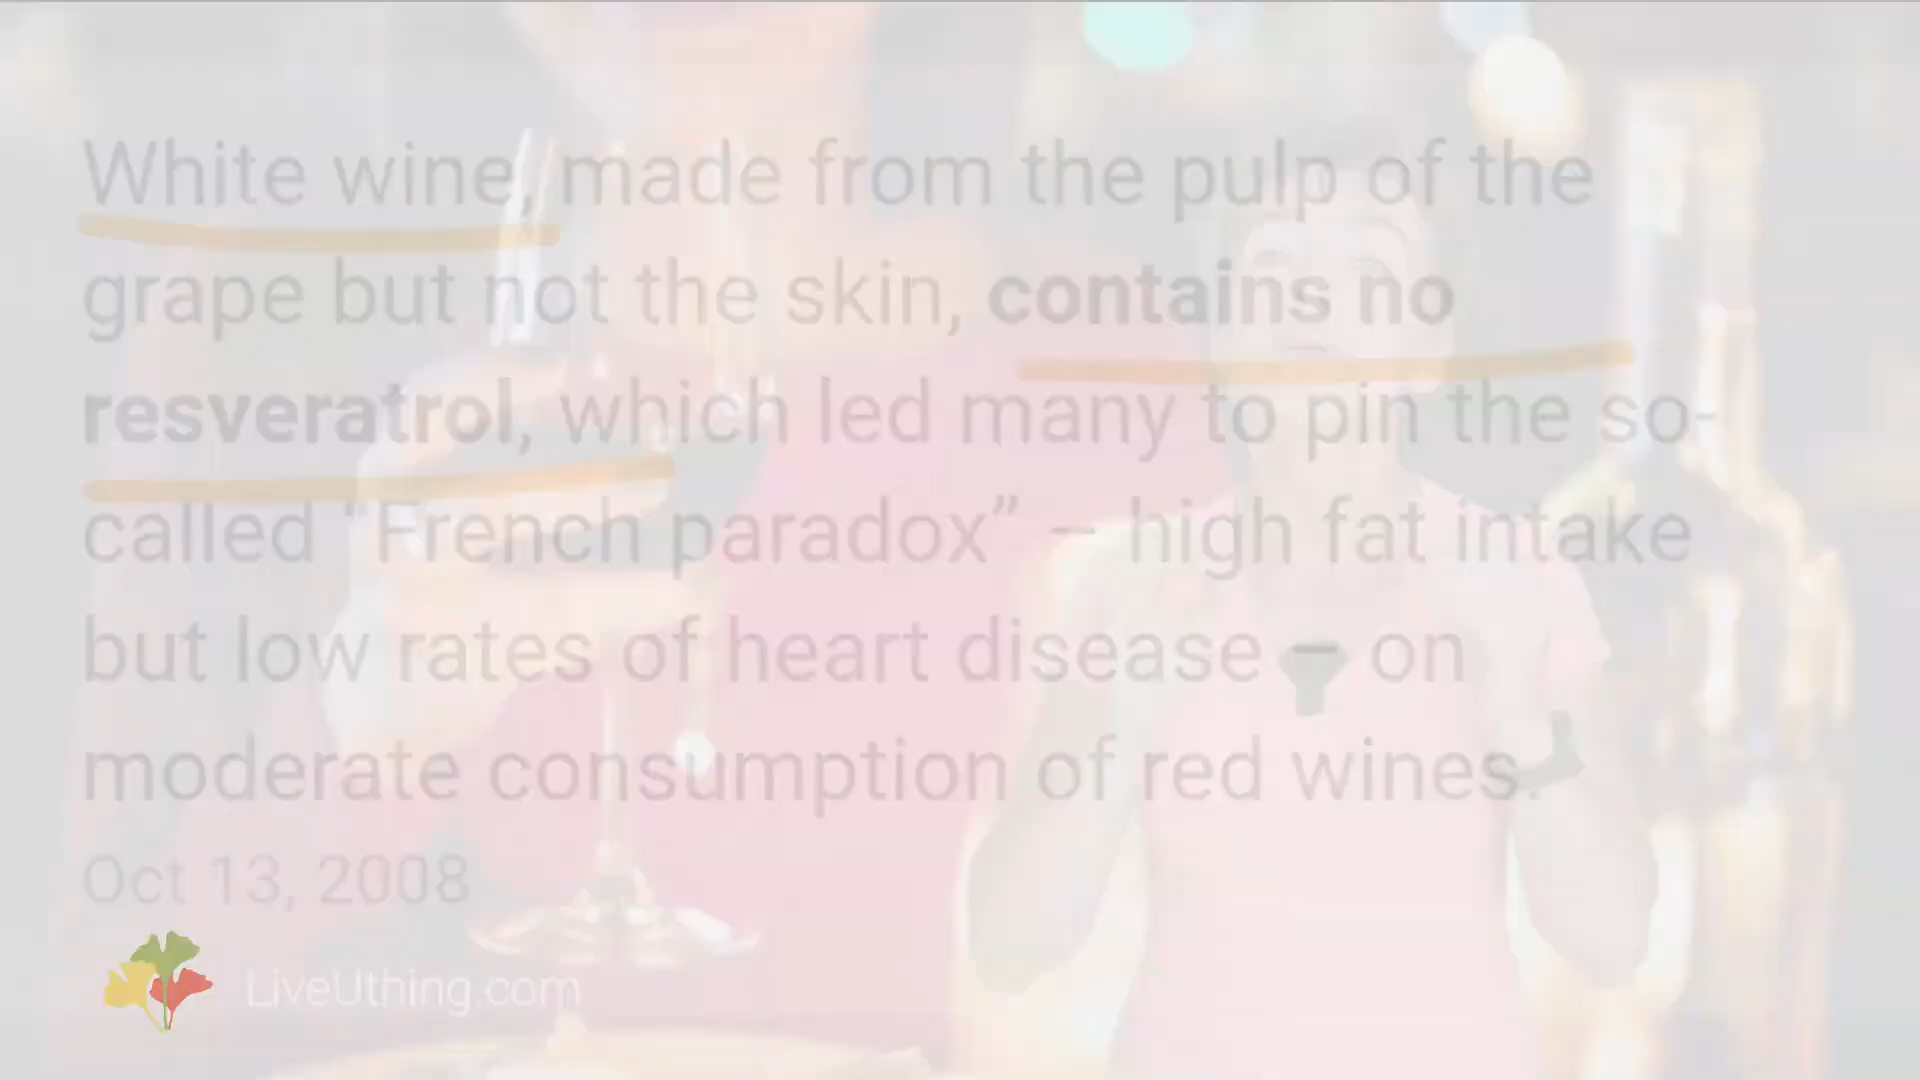 White wine, made from the pulp of the
grape but not the skin, contains no
resveratrol, which led many to pin the so-
called "French paradox” – high fat intake
but low rates of heart disease on
moderate consumption of red wines.
Oct 13, 2008
LiveUthing.com